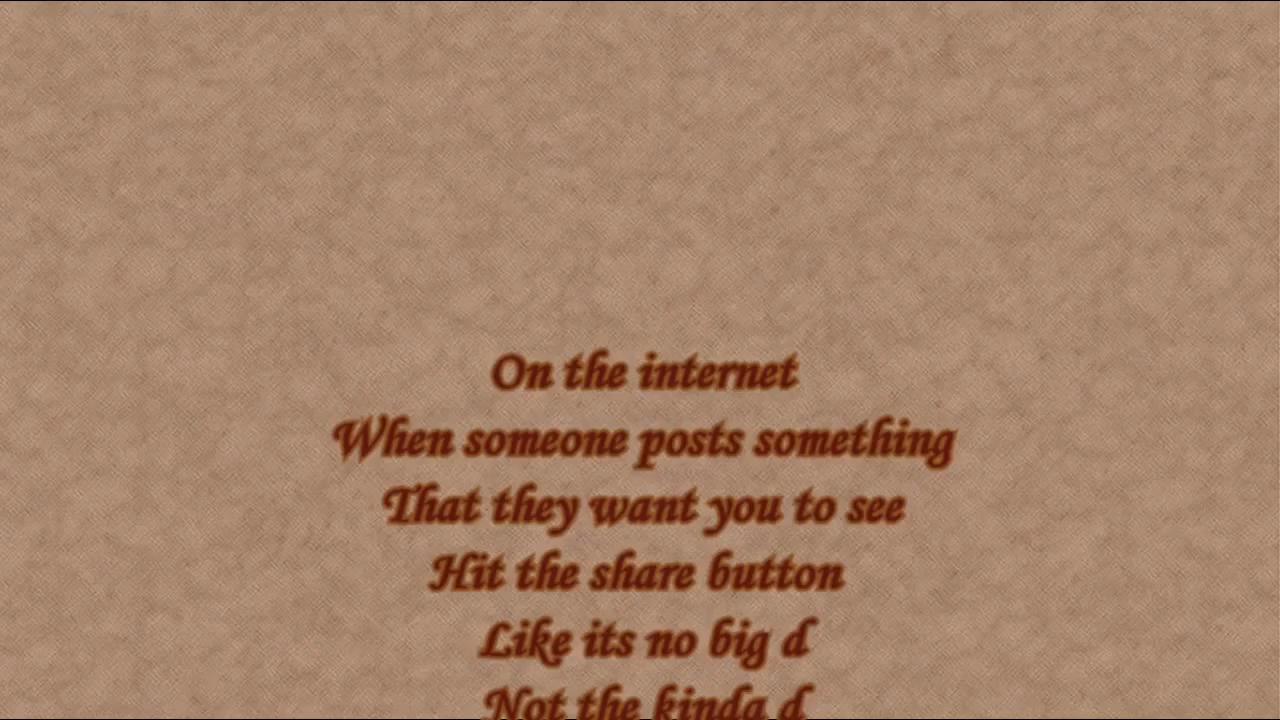 On the internet
When someone posts something
That they want you to see
Hit the share button
Like its no big d
Not the kinda d